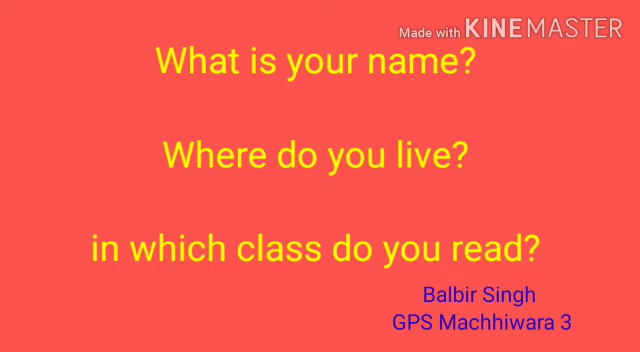 Made with KINEMASTER
What is your name?
Where do you live?
in which class do you read?
Balbir Singh
GPS Machhiwara 3